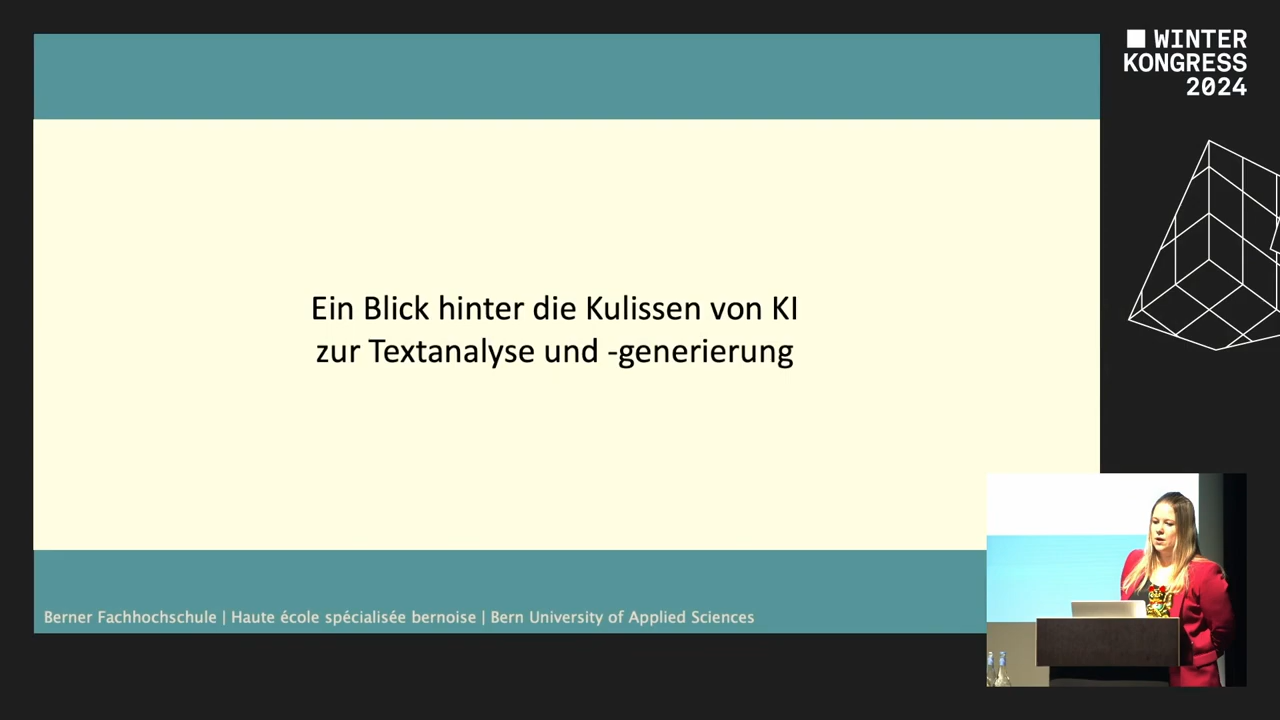 WINTER
KONGRESS
2024
Ein Blick hinter die Kulissen von KI
zur Textanalyse und -generierung
Berner Fachhochschule | Haute école spécialisée bernoise | Bern University of Applied Sciences